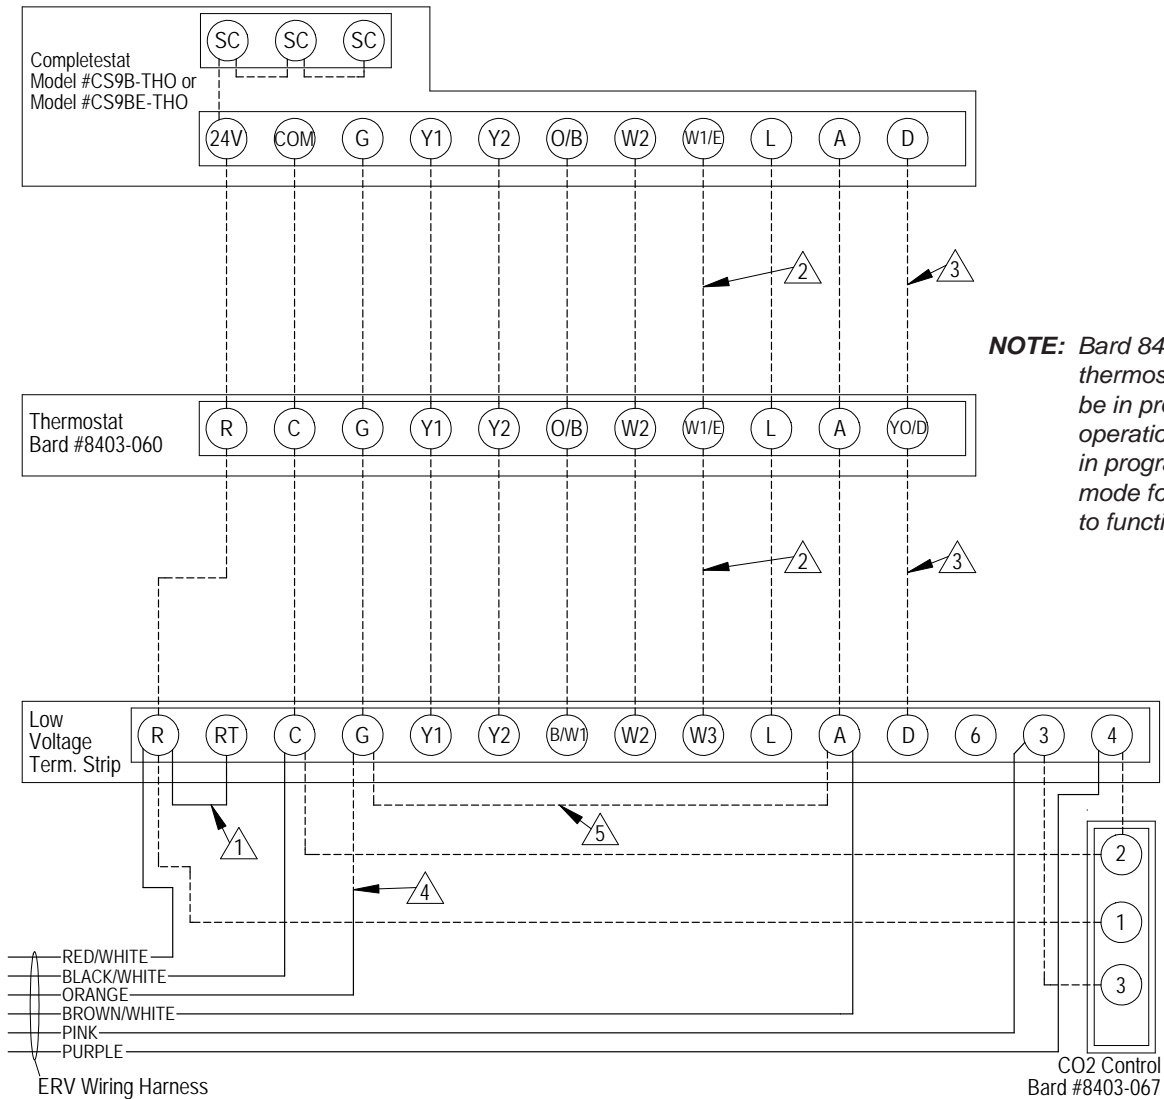 SC SC SC
Completestat
Model #CS9B-THO or
Model #CS9BE-THO
24V COM G Y1 Y2 O/B W2 W1/E L A D
2 3
NOTE: Bard 84
thermos
be in pro
operation
in progra
mode fo
to functi
Thermostat
Bard #8403-060
R C G Y1 Y2 O/B W2 W1/E L A YO/D
2 3
Low
Voltage
Term. Strip
R RT C G Y1 Y2 B/W1 W2 W3 L A D 6 3 4
1 5
2
4
1
RED/WHITE
BLACK/WHITE
ORANGE
3
BROWN/WHITE
PINK
PURPLE
ERV Wiring Harness
CO2 Control
Bard #8403-067